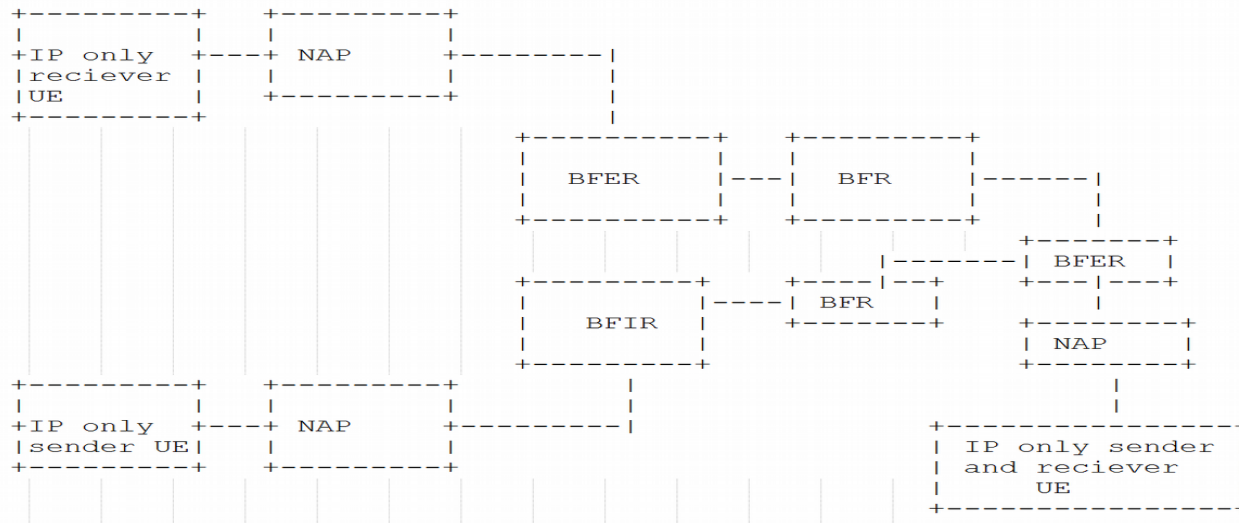 IP only
reciever
UE
NAP
BFER
BFR
BFER
BFIR
BFR
NAP
IP only
sender UE
NAP
IP only sender
and reciever
UE